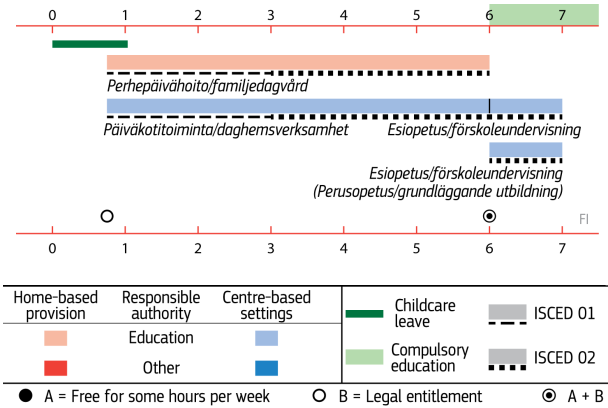 0 1 2 3 4 5 6 7
Perhepäivähoito/familjedagvård
Päiväkotitoiminta/daghemsverksamhet Esiopetus/förskoleundervisning
Esiopetus/förskoleundervisning
(Perusopetus/grundläggande utbildning)
FI
0 1 2 3 4 5 6 7
Home-based provision Responsible authority Centre-based settings
Education
Other
Childcare leave
ISCED 01
Compulsory education
ISCED 02
A = Free for some hours per week B = Legal entitlement A + B